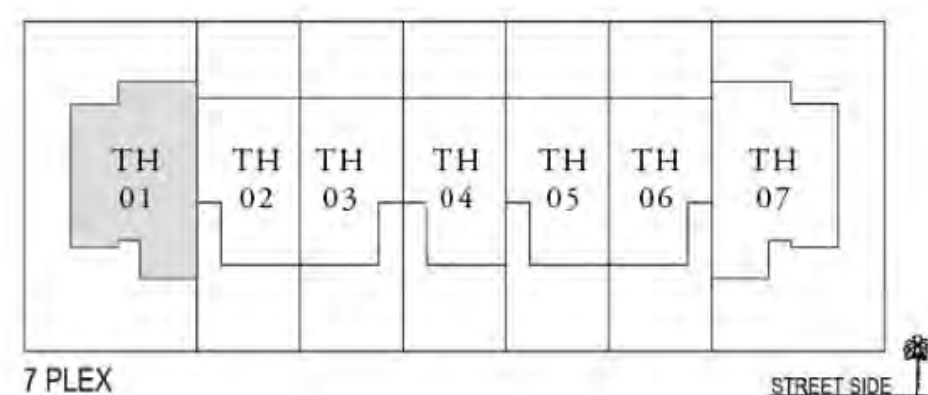 TH TH TH TH TH TH TH
01 02 03 04 05 06 07
7 PLEX
STREET SIDE